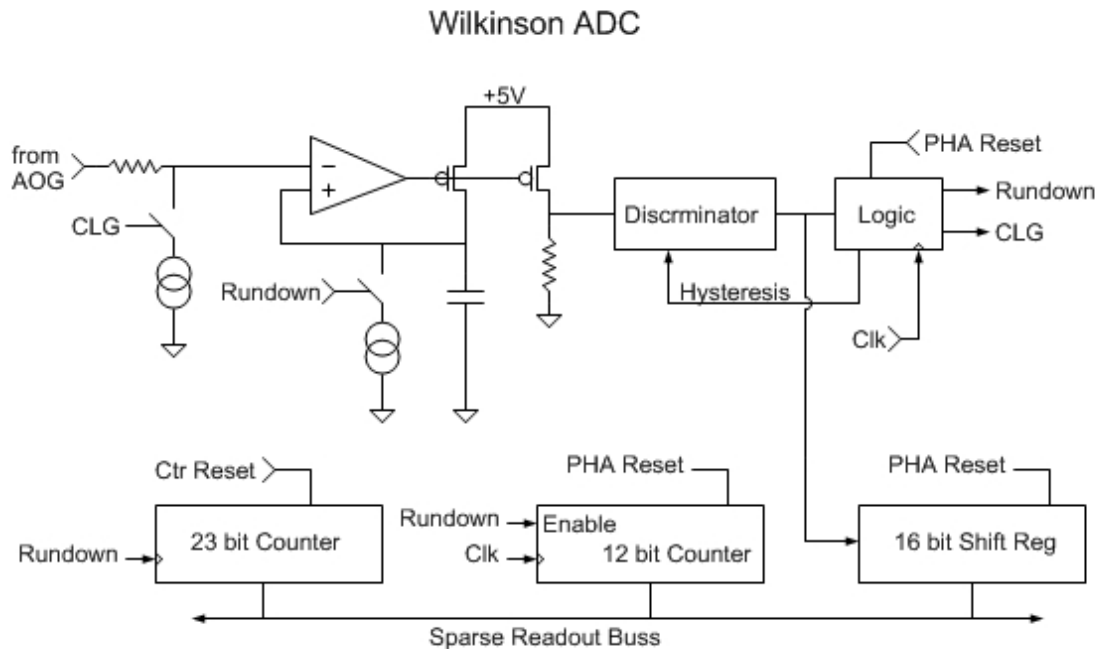 Wilkinson ADC
+5V
from
AOG
−
+
PHA Reset
Rundown
CLG
Discrminator
Logic
CLG
Rundown
Hysteresis
Clk
Ctr Reset
PHA Reset
PHA Reset
Rundown
23 bit Counter
Rundown
Enable
Clk
12 bit Counter
16 bit Shift Reg
Sparse Readout Buss